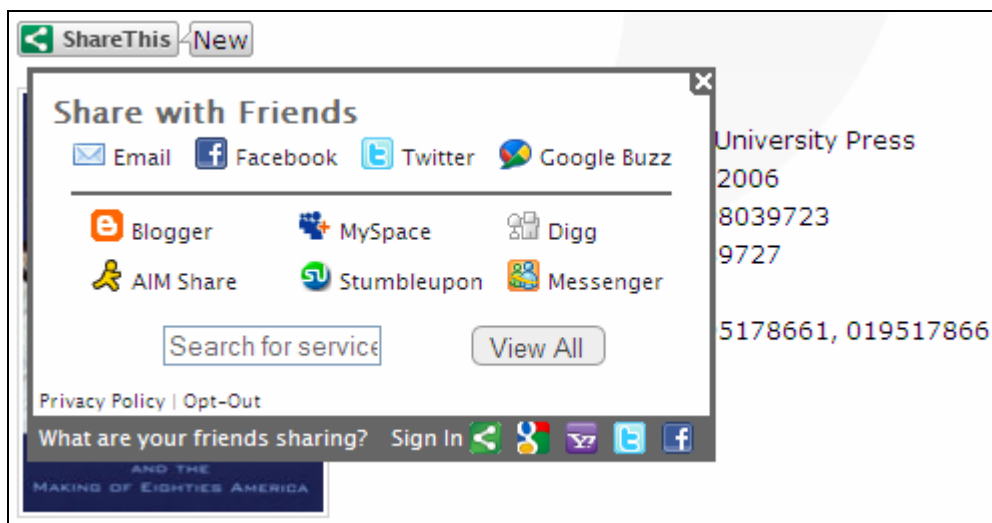 ShareThis New
Share with Friends
Email Facebook Twitter Google Buzz
Blogger MySpace Digg
AIM Share Stumbleupon Messenger
Search for service View All
Privacy Policy | Opt-Out
What are your friends sharing? Sign In
University Press
2006
8039723
9727
5178661, 019517866
AND THE
MAKING OF EIGHTIES AMERICA